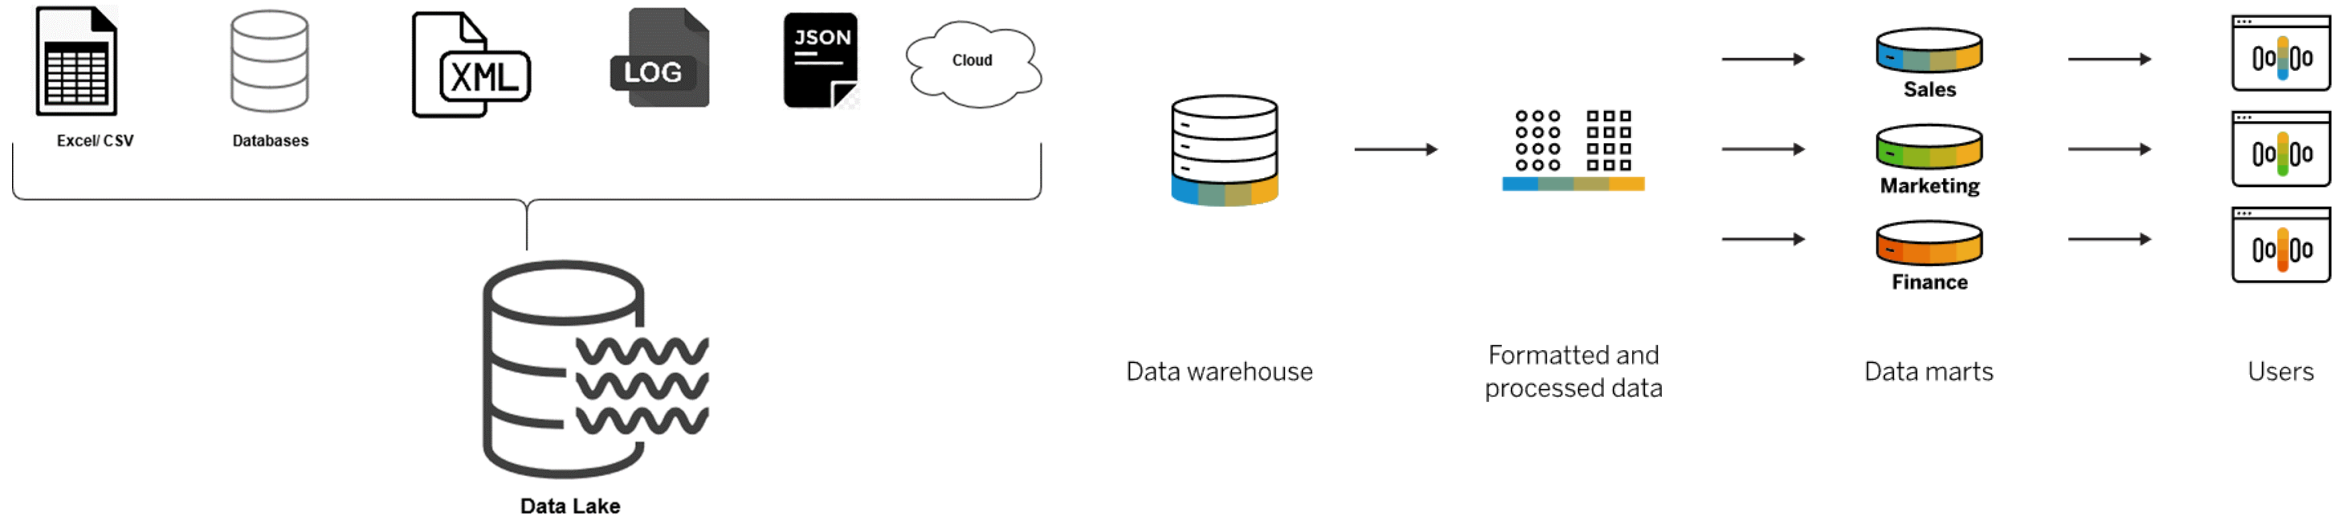 XML
LOG
JSON
Cloud
Excel/ CSV
Databases
Data Lake
Sales
Marketing
Finance
Data warehouse
Formatted and
processed data
Data marts
Users